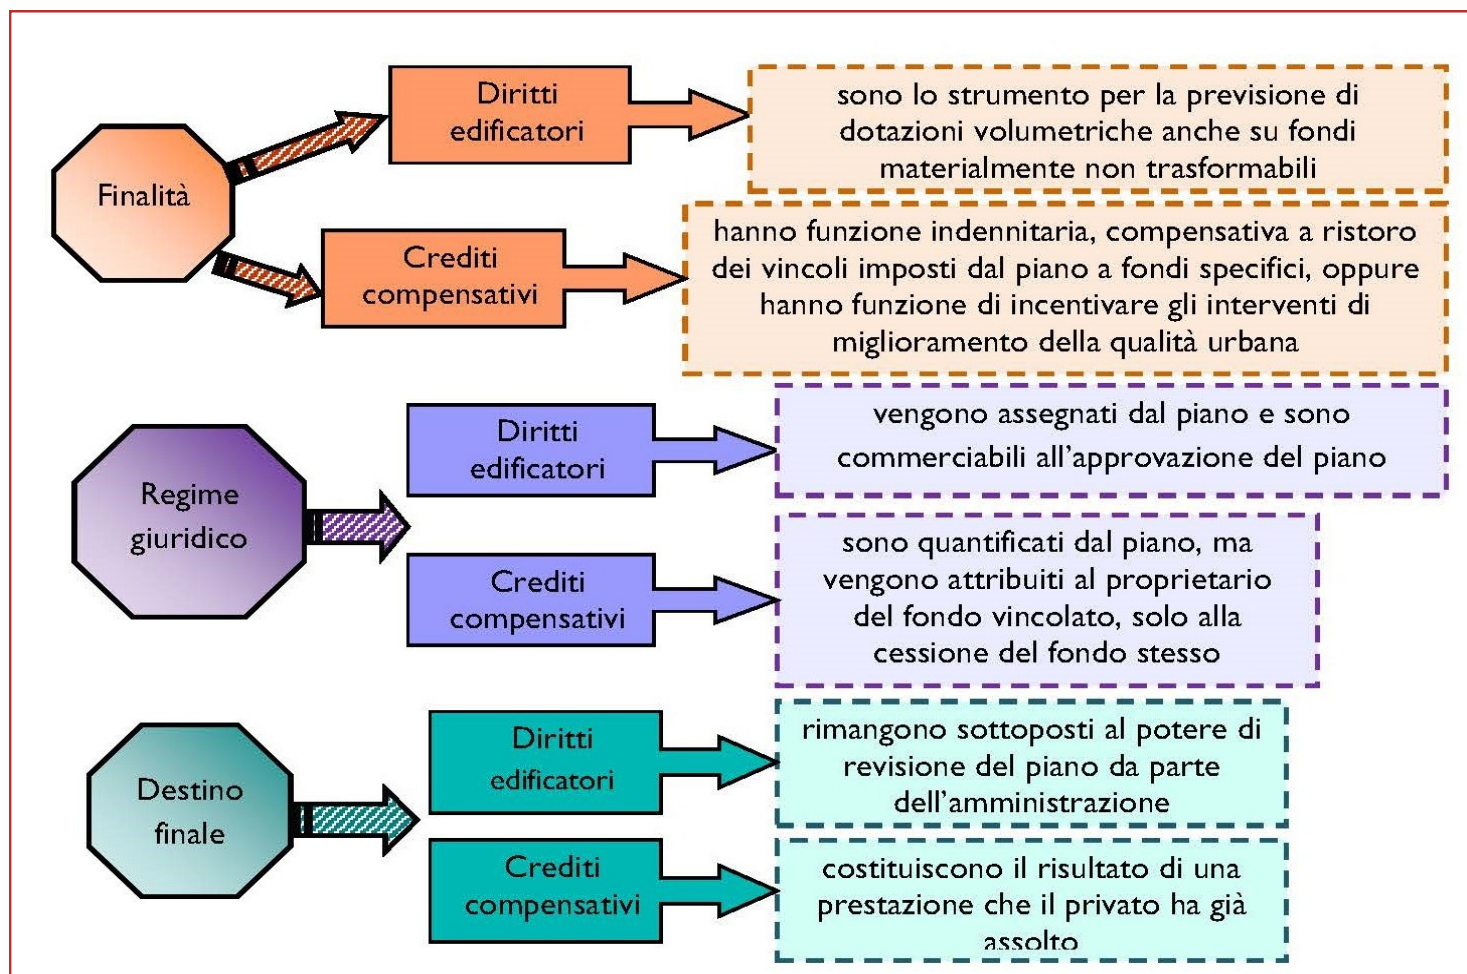 Finalità
Diritti
edificatori
sono lo strumento per la previsione di
dotazioni volumetriche anche su fondi
materialmente non trasformabili
Crediti
compensativi
hanno funzione indennitaria, compensativa a ristoro
dei vincoli imposti dal piano a fondi specifici, oppure
hanno funzione di incentivare gli interventi di
miglioramento della qualità urbana
Regime
giuridico
Diritti
edificatori
vengono assegnati dal piano e sono
commerciabili all'approvazione del piano
Crediti
compensativi
sono quantificati dal piano, ma
vengono attribuiti al proprietario
del fondo vincolato, solo alla
cessione del fondo stesso
Destino
finale
Diritti
edificatori
rimangono sottoposti al potere di
revisione del piano da parte
dell'amministrazione
Crediti
compensativi
costituiscono il risultato di una
prestazione che il privato ha già
assolto